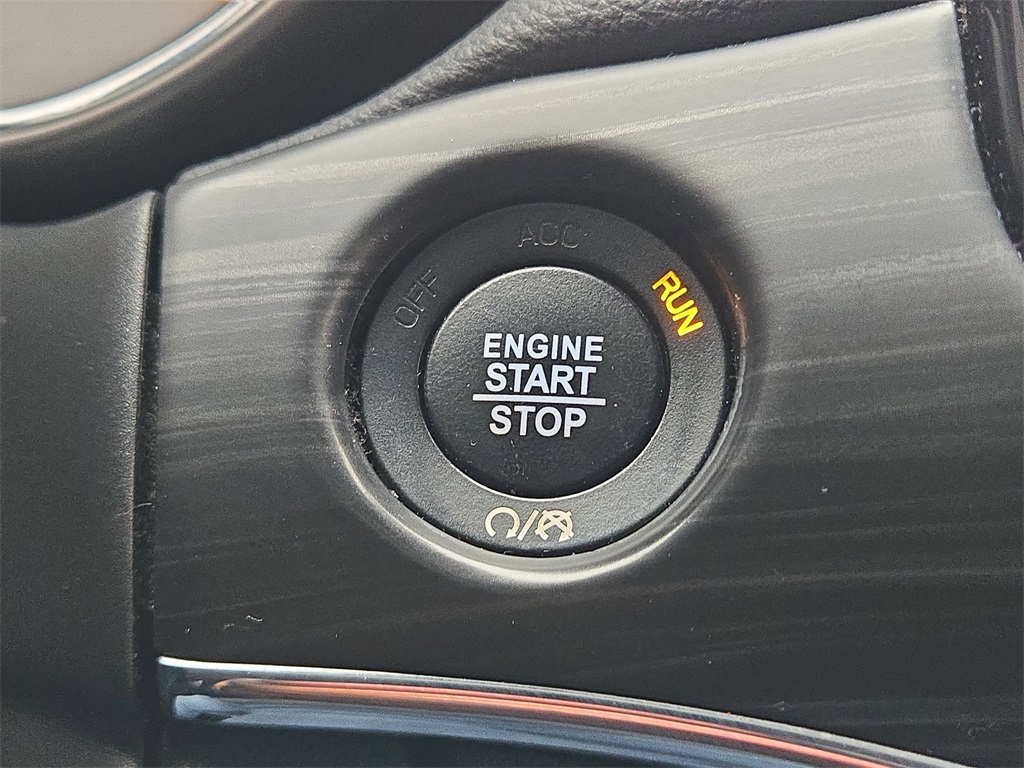 OFF
ACC
RUN
ENGINE
START
STOP